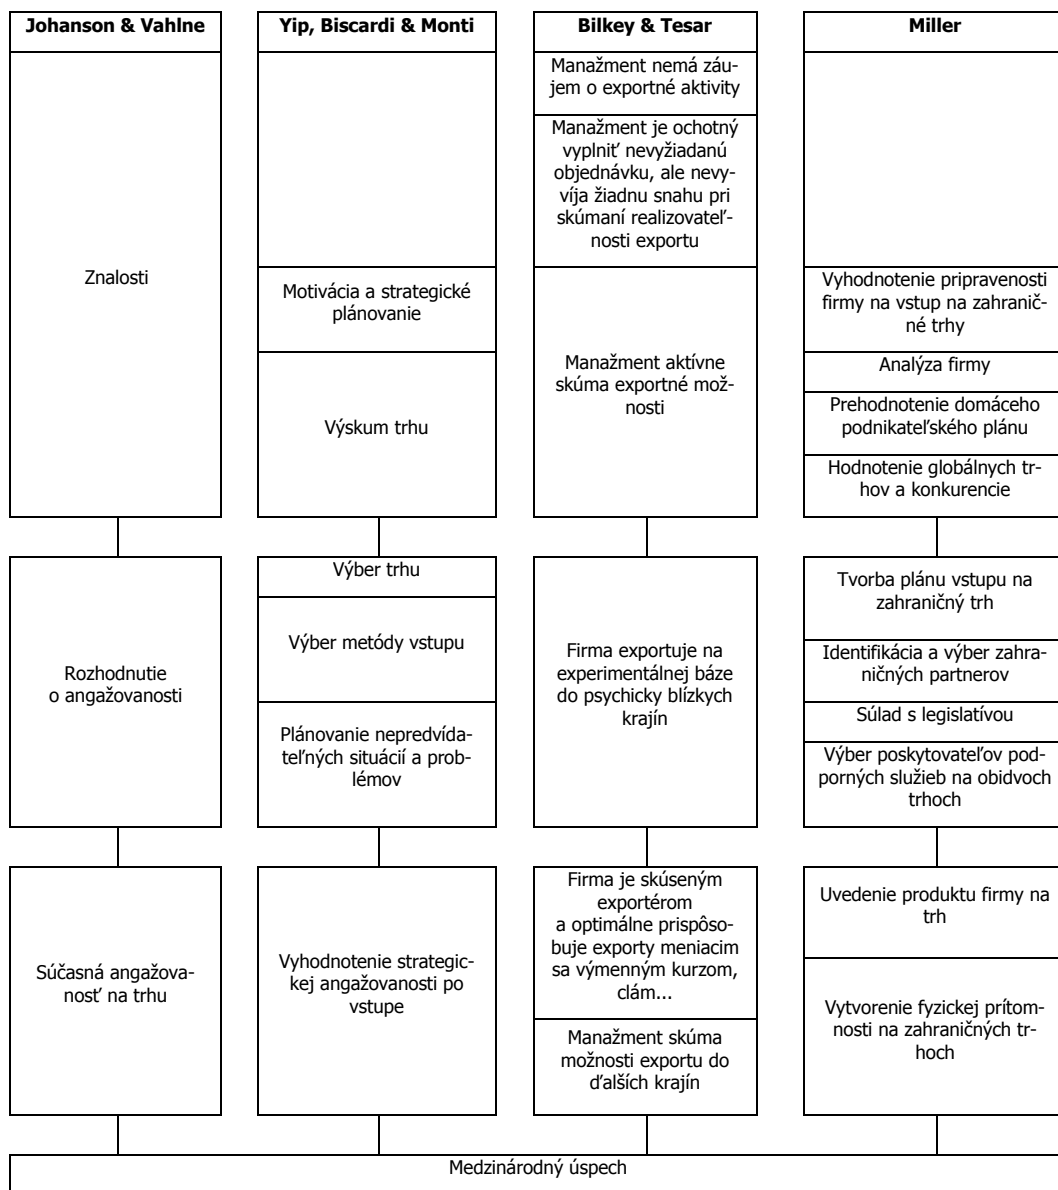 Johanson & Vahlne
Yip, Biscardi & Monti
Bilkey & Tesar
Miller
Znalosti
Motivácia a strategické
plánovanie
Výskum trhu
Manažment nemá záu-
jem o exportné aktivity
Manažment je ochotný
vyplniť nevyžiadanú
objednávku, ale nevy-
víja žiadnu snahu pri
skúmaní realizovateľ-
nosti exportu
Manažment aktívne
skúma exportné mož-
nosti
Vyhodnotenie pripravenosti
firmy na vstup na zahranič-
né trhy
Analýza firmy
Prehodnotenie domáceho
podnikateľského plánu
Hodnotenie globálnych tr-
hov a konkurencie
Rozhodnutie
o angažovanosti
Výber trhu
Výber metódy vstupu
Plánovanie nepredvída-
teľných situácií a prob-
lémov
Firma exportuje na
experimentálnej báze
do psychicky blízkych
krajín
Tvorba plánu vstupu na
zahraničný trh
Identifikácia a výber zahra-
ničných partnerov
Súlad s legislatívou
Výber poskytovateľov pod-
porných služieb na obidvoch
trhoch
Súčasná angažova-
nosť na trhu
Vyhodnotenie strategic-
kej angažovanosti po
vstupe
Firma je skúseným
exportérom
a optimálne prispôso-
buje exporty meniacim
sa výmenným kurzom,
clám...
Manažment skúma
možnosti exportu do
ďalších krajín
Uvedenie produktu firmy na
trh
Vytvorenie fyzickej prítom-
nosti na zahraničných tr-
hoch
Medzinárodný úspech